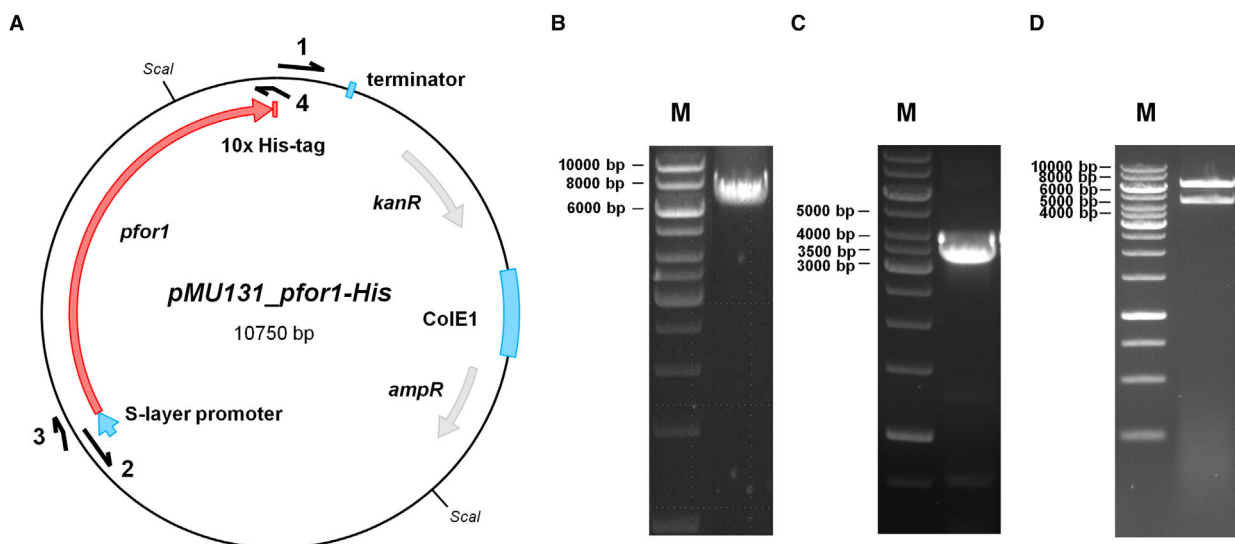 A
ScaI
1
terminator
4
10x His-tag
kanR
pfor1
pMU131_pfor1-His
10750 bp
ColE1
ampR
S-layer promoter
3
2
ScaI
B
M
10000 bp
8000 bp
6000 bp
C
M
5000 bp
4000 bp
3500 bp
3000 bp
D
M
10000 bp
8000 bp
6000 bp
5000 bp
4000 bp